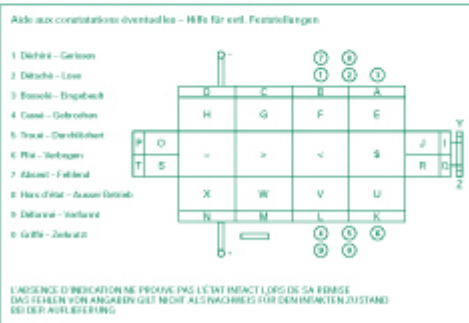 Aide aux constatations éventuelles – Hilfe für evtl. Feststellungen
1 Déchiré – Gerissen
2 Détaché – Lose
3 Bosselé – Eingebeult
4 Cassé – Gebrochen
5 Troué – Durchlöchert
6 Plié – Verbogen
7 Absent – Fehlend
8 Hors d'état – Ausser Betrieb
9 Déformé – Verformt
0 Griffé – Zerkratzt
7 8
1 2 3
D C B A
H G F E
P O J I
T S R Q
Y
Z
X W V U
N M L K
4 5 6
9 0
L'ABSENCE D'INDICATION NE PROUVE PAS L'ÉTAT INTACT LORS DE SA REMISE
DAS FEHLEN VON ANGABEN GILT NICHT ALS NACHWEIS FÜR DEN INTAKTEN ZUSTAND
BEI DER AUFLIEFERUNG